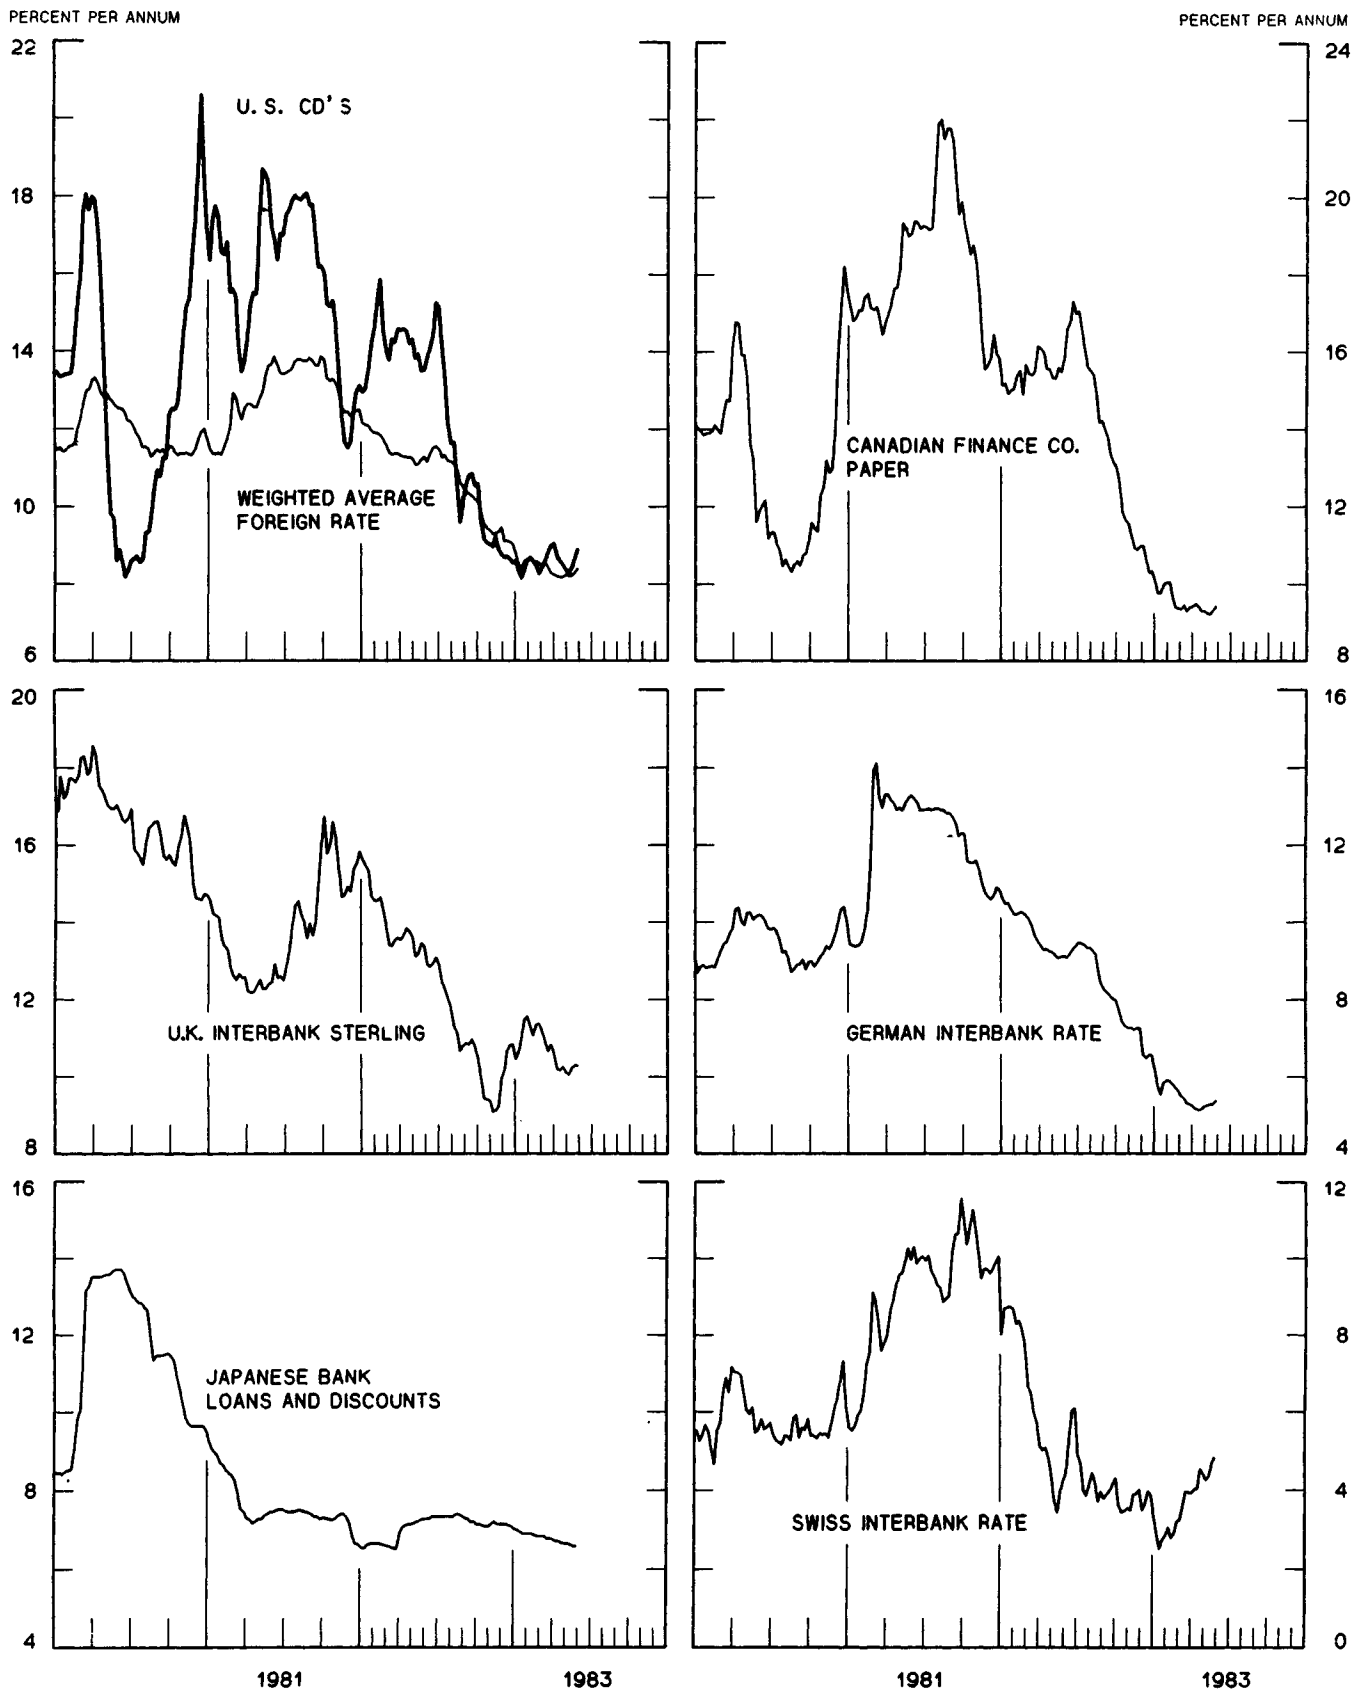 PERCENT PER ANNUM
PERCENT PER ANNUM
22
18
14
10
6
U. S. CD'S
WEIGHTED AVERAGE
FOREIGN RATE
24
20
16
12
8
CANADIAN FINANCE CO.
PAPER
20
16
12
8
U.K. INTERBANK STERLING
16
12
8
4
GERMAN INTERBANK RATE
16
12
8
4
JAPANESE BANK
LOANS AND DISCOUNTS
12
8
4
0
SWISS INTERBANK RATE
1981
1983
1981
1983